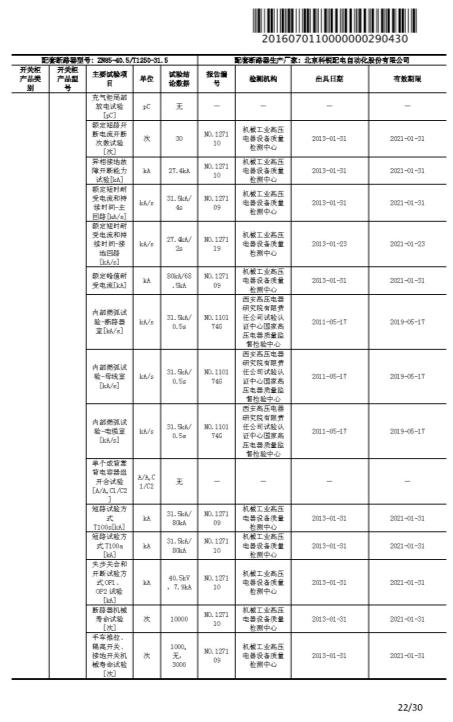 2016070110000000290430
配套断路器型号: ZN85-40.5/T1250-31.5 配套断路器生产厂家: 北京科锐配电自动化股份有限公司
开关柜产品类别 开关柜产品型号 主要试验项目 单位 试验结论数据 报告编号 检测机构 出具日期 有效期限
充气柜局部放电试验[pC] pC 无 — — — —
额定短路开断电流开断次数试验[次] 次 30 NO.127110 机械工业高压电器设备质量检测中心 2013-01-31 2021-01-31
异相接地故障开断能力试验[kA] kA 27.4kA NO.127110 机械工业高压电器设备质量检测中心 2013-01-31 2021-01-31
额定短时耐受电流和持续时间-主回路[kA/s] kA/s 31.5kA/4s NO.127109 机械工业高压电器设备质量检测中心 2013-01-31 2021-01-31
额定短时耐受电流和持续时间-接地回路[kA/s] kA/s 27.4kA/2s NO.127119 机械工业高压电器设备质量检测中心 2013-01-23 2021-01-23
额定峰值耐受电流[kA] kA 80kA/68.5kA NO.127109 机械工业高压电器设备质量检测中心 2013-01-31 2021-01-31
内部燃弧试验-断路器室[kA/s] kA/s 31.5kA/0.5s NO.110174G 西安高压电器研究院有限责任公司试验认证中心国家高压电器质量监督检验中心 2011-05-17 2019-05-17
内部燃弧试验-母线室[kA/s] kA/s 31.5kA/0.5s NO.110174G 西安高压电器研究院有限责任公司试验认证中心国家高压电器质量监督检验中心 2011-05-17 2019-05-17
内部燃弧试验-电缆室[kA/s] kA/s 31.5kA/0.5s NO.110174G 西安高压电器研究院有限责任公司试验认证中心国家高压电器质量监督检验中心 2011-05-17 2019-05-17
单个或背靠背电容器组开合试验[A/A,C1/C2] A/A,C1/C2 无 — — — —
短路试验方式T100s[kA] kA 31.5kA/80kA NO.127109 机械工业高压电器设备质量检测中心 2013-01-31 2021-01-31
短路试验方式T100a[kA] kA 31.5kA/80kA NO.127110 机械工业高压电器设备质量检测中心 2013-01-31 2021-01-31
失步关合和开断试验方式OP1、OP2试验[kA] kA 40.5kV,7.9kA NO.127110 机械工业高压电器设备质量检测中心 2013-01-31 2021-01-31
断路器机械寿命试验[次] 次 10000 NO.127110 机械工业高压电器设备质量检测中心 2013-01-31 2021-01-31
手车推拉、隔离开关、接地开关机械寿命试验[次] 次 1000,无,3000 NO.127109 机械工业高压电器设备质量检测中心 2013-01-31 2021-01-31
22/30